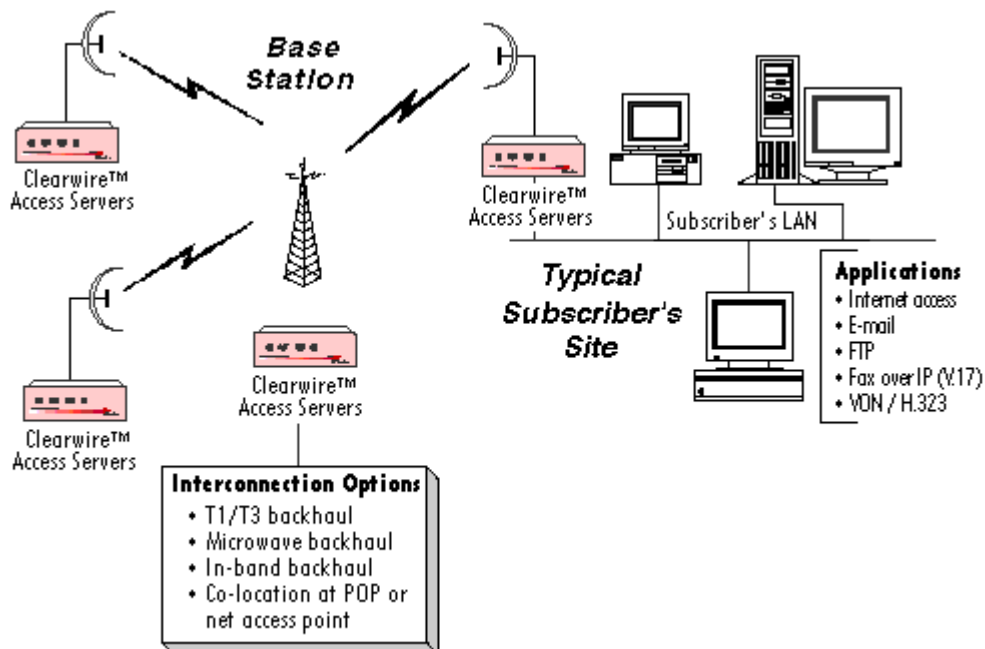 Base
Station
Clearwire™
Access Servers
Clearwire™
Access Servers
Subscriber's LAN
Typical
Subscriber's
Site
Applications
• Internet access
• E-mail
• FTP
• Fax over IP (V.17)
• VON / H.323
Clearwire™
Access Servers
Clearwire™
Access Servers
Interconnection Options
• T1/T3 backhaul
• Microwave backhaul
• In-band backhaul
• Co-location at POP or
net access point